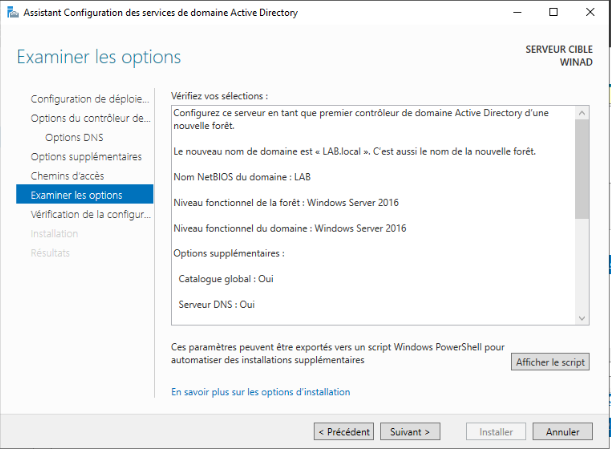 Assistant Configuration des services de domaine Active Directory
Examiner les options
SERVEUR CIBLE
WINAD
Configuration de déploie...
Options du contrôleur de...
Options DNS
Options supplémentaires
Chemins d'accès
Examiner les options
Vérification de la configur...
Installation
Résultats
Vérifiez vos sélections :
Configurez ce serveur en tant que premier contrôleur de domaine Active Directory d'une
nouvelle forêt.
Le nouveau nom de domaine est « LAB.local ». C'est aussi le nom de la nouvelle forêt.
Nom NetBIOS du domaine : LAB
Niveau fonctionnel de la forêt : Windows Server 2016
Niveau fonctionnel du domaine : Windows Server 2016
Options supplémentaires :
Catalogue global : Oui
Serveur DNS : Oui
Ces paramètres peuvent être exportés vers un script Windows PowerShell pour
automatiser des installations supplémentaires
Afficher le script
En savoir plus sur les options d'installation
< Précédent
Suivant >
Installer
Annuler